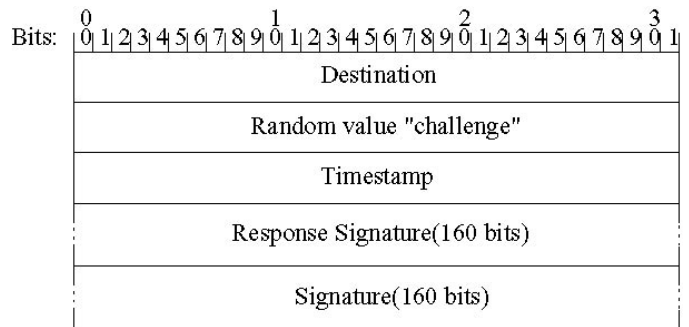 0 1 2 3
Bits: 0 1 2 3 4 5 6 7 8 9 0 1 2 3 4 5 6 7 8 9 0 1 2 3 4 5 6 7 8 9 0 1
Destination
Random value "challenge"
Timestamp
Response Signature(160 bits)
Signature(160 bits)